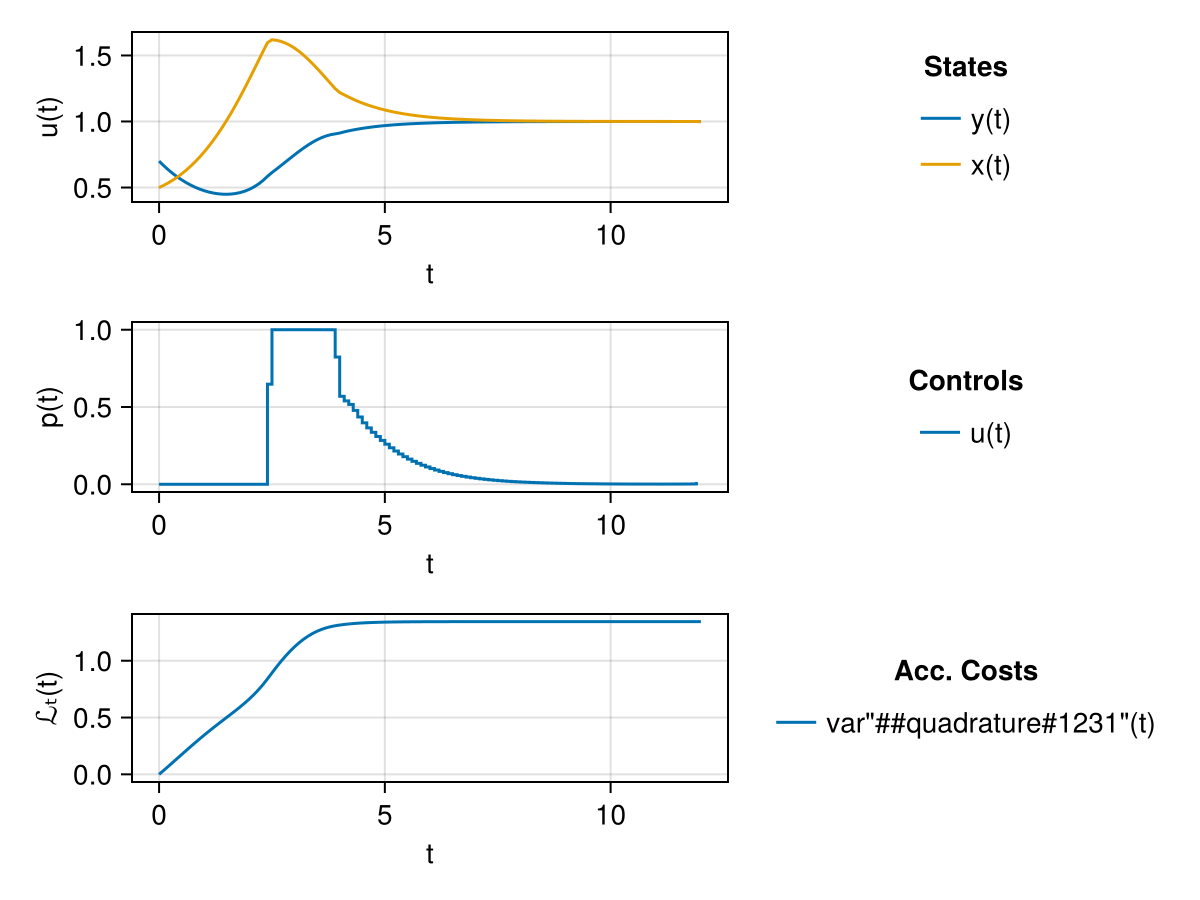 1.5
1.0
0.5
u(t)
0
5
10
t
States
y(t)
x(t)
1.0
0.5
0.0
p(t)
0
5
10
t
Controls
u(t)
1.0
0.5
0.0
ℒₜ(t)
0
5
10
t
Acc. Costs
var"##quadrature#1231"(t)